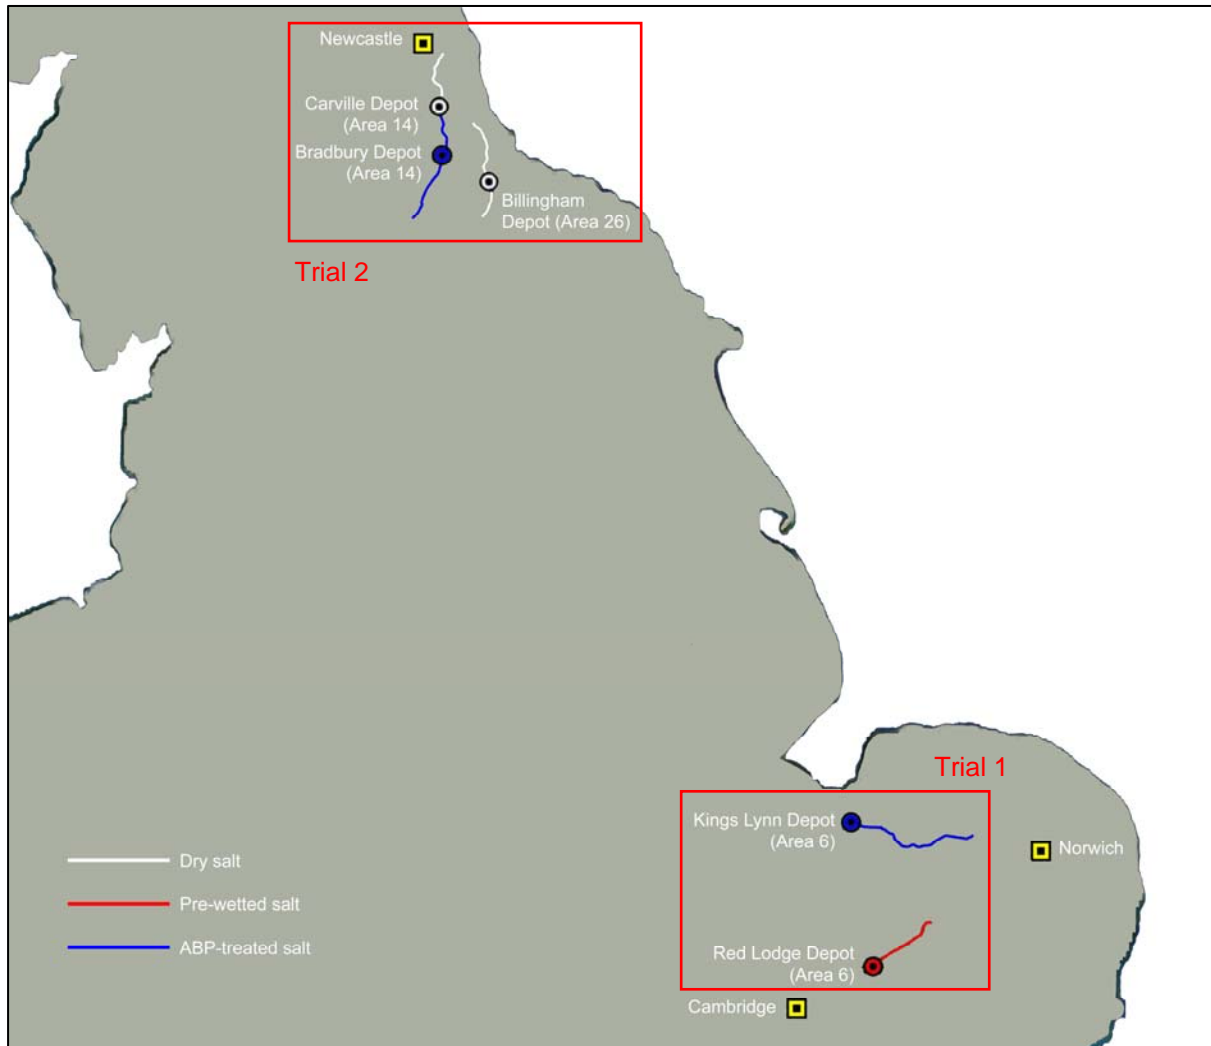 Newcastle
Carville Depot
(Area 14)
Bradbury Depot
(Area 14)
Billingham
Depot (Area 26)
Trial 2
Trial 1
Kings Lynn Depot
(Area 6)
Norwich
Dry salt
Pre-wetted salt
ABP-treated salt
Red Lodge Depot
(Area 6)
Cambridge